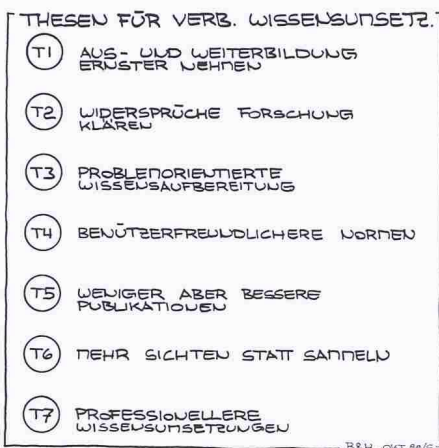 THESEN FÜR VERB. WISSENSUMSETZ.
T1 AUS- UND WEITERBILDUNG
ERNSTER NEHMEN
T2 WIDERSPRÜCHE FORSCHUNG
KLÄREN
T3 PROBLEMORIENTIERTE
WISSENSAUFBEREITUNG
T4 BENÜTZERFREUNDLICHERE NORMEN
T5 WENIGER ABER BESSERE
PUBLIKATIONEN
T6 MEHR SICHTEN STATT SAMMELN
T7 PROFESSIONELLERE
WISSENSUMSETZUNGEN
B&H OKT